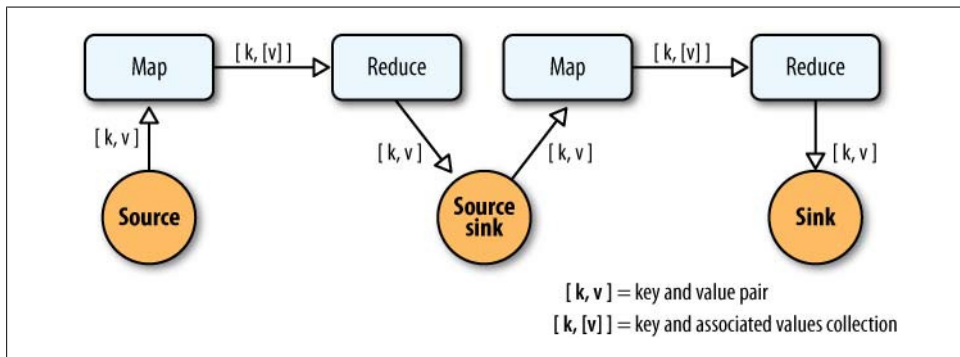 Map
[ k, [v] ]
Reduce
Map
[ k, [v] ]
Reduce
[ k, v ]
[ k, v ]
[ k, v ]
[ k, v ]
Source
Source
sink
Sink
[ k, v ] = key and value pair
[ k, [v] ] = key and associated values collection